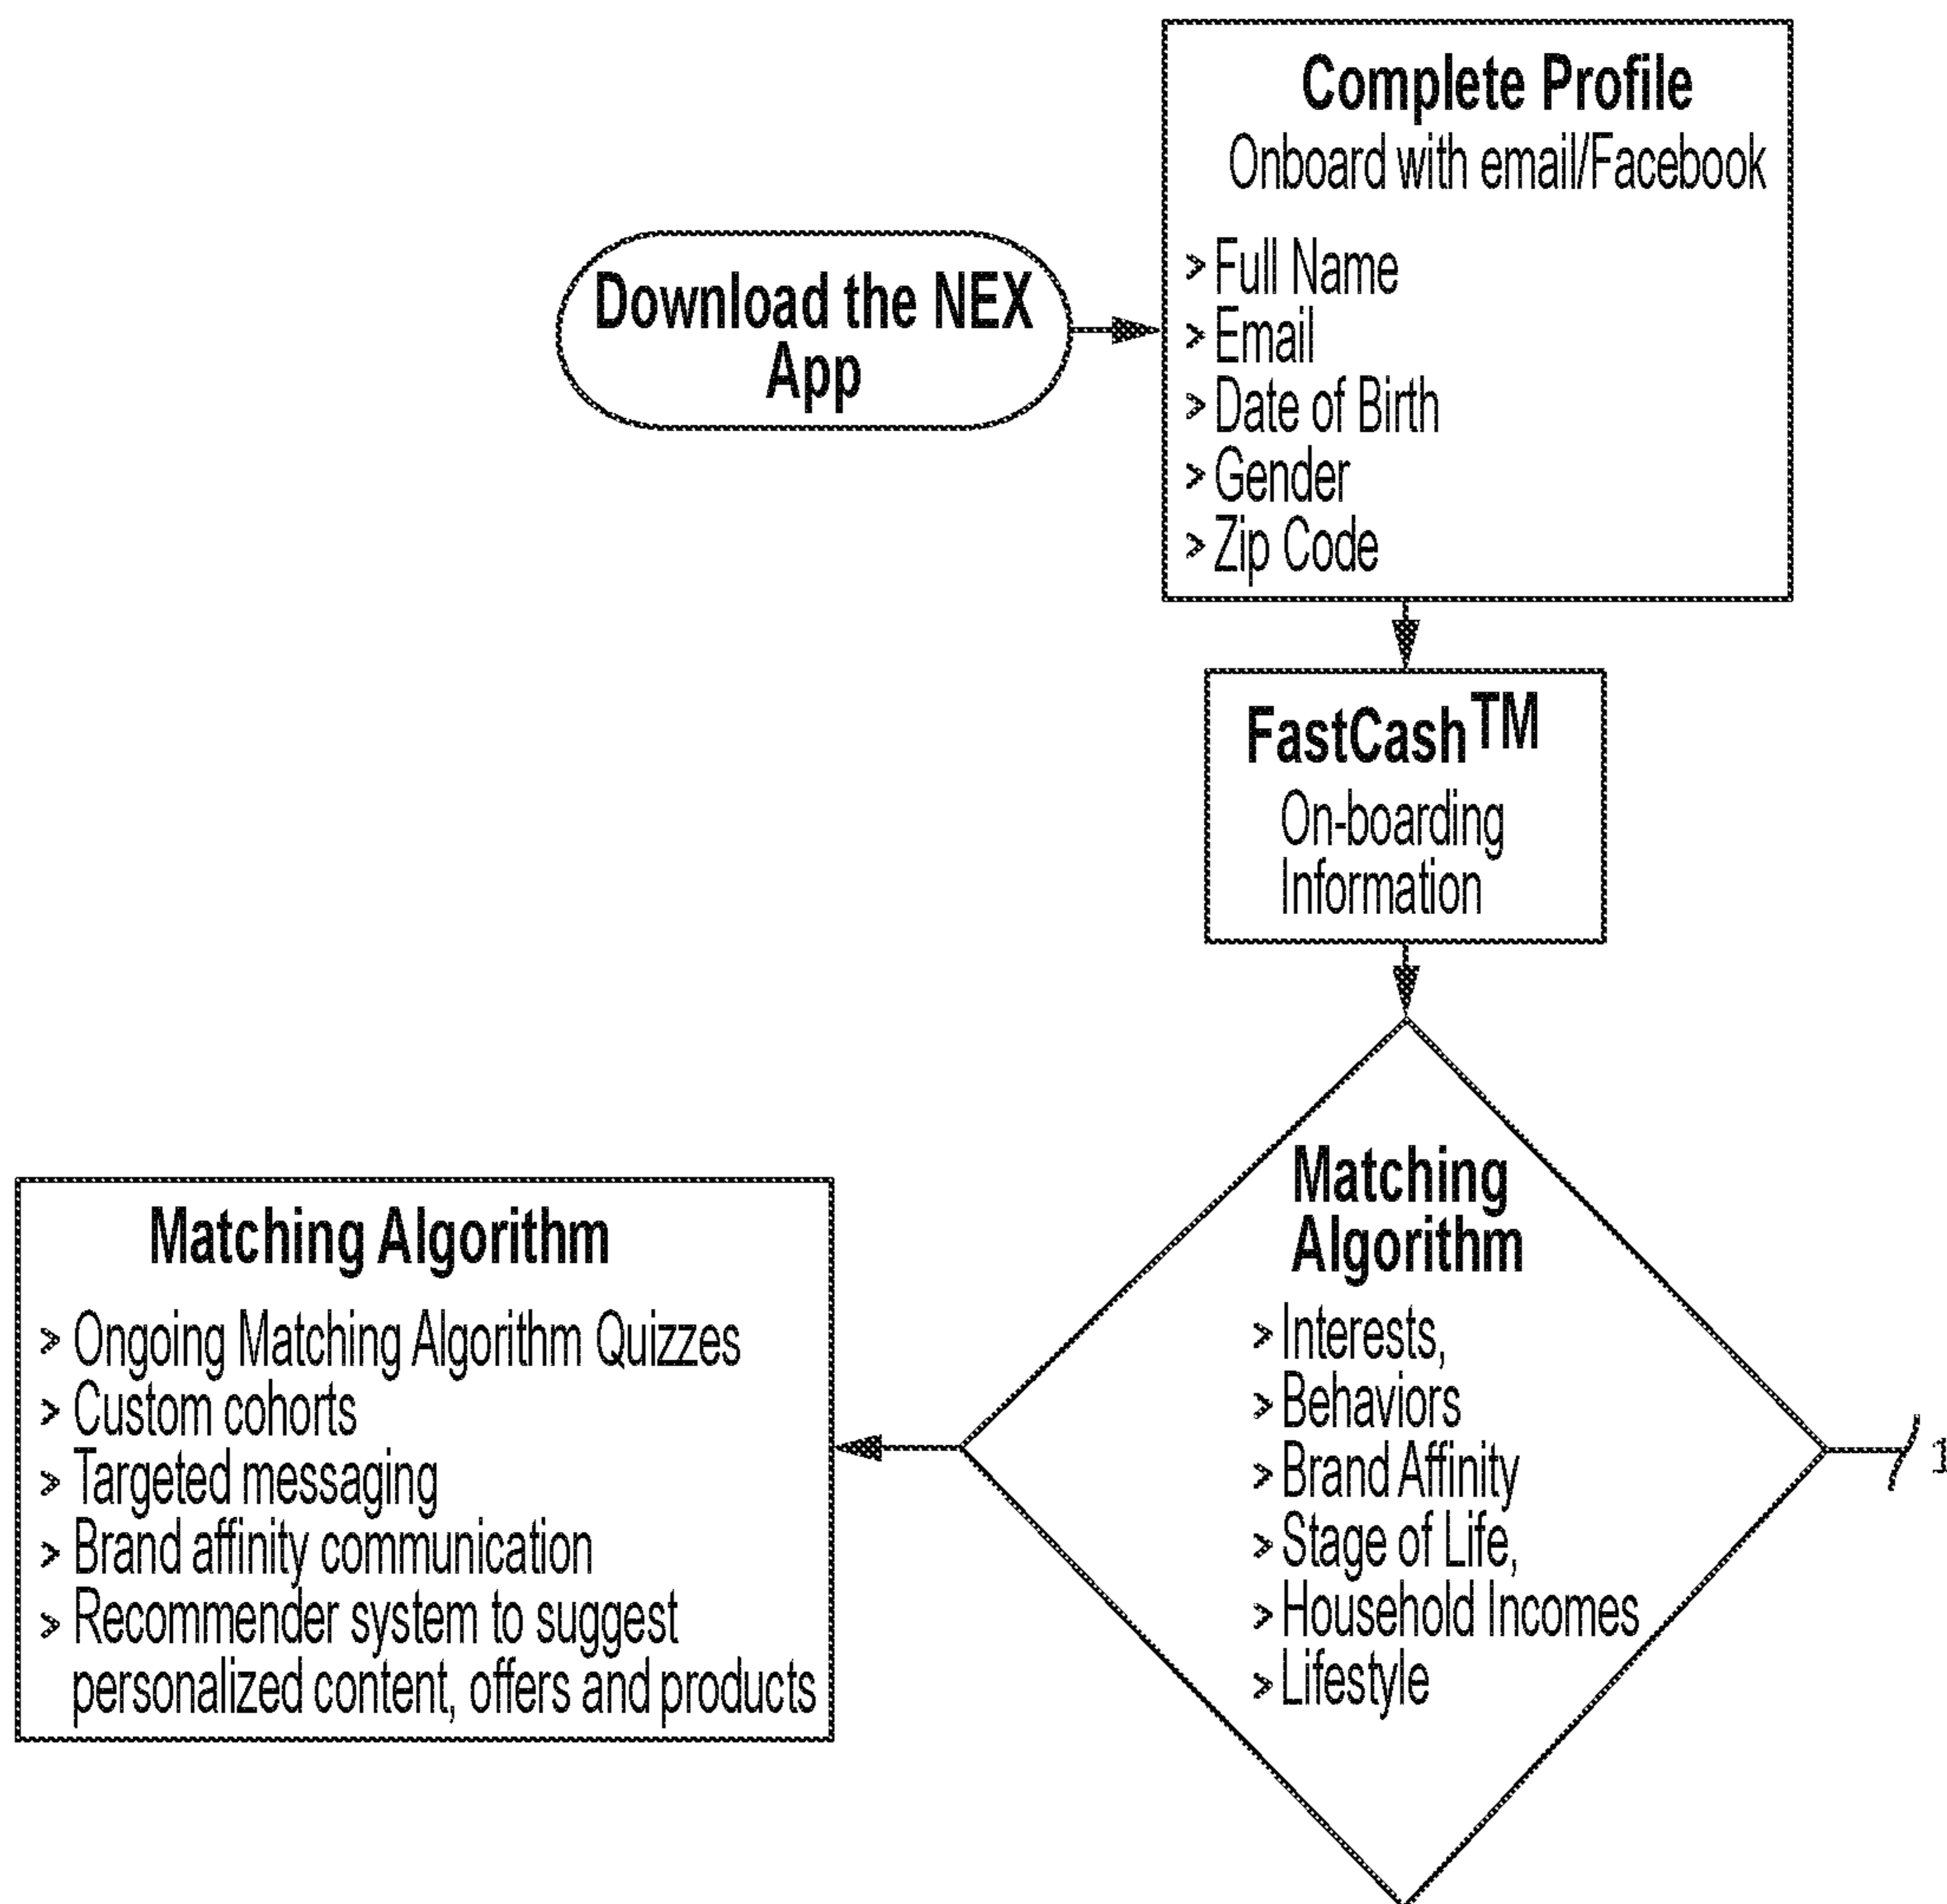 Complete Profile
Onboard with email/Facebook
> Full Name
> Email
> Date of Birth
> Gender
> Zip Code
Download the NEX
App
FastCash™
On-boarding
Information
Matching
Algorithm
> Interests,
> Behaviors
> Brand Affinity
> Stage of Life,
> Household Incomes
> Lifestyle
Matching Algorithm
> Ongoing Matching Algorithm Quizzes
> Custom cohorts
> Targeted messaging
> Brand affinity communication
> Recommender system to suggest
personalized content, offers and products
1